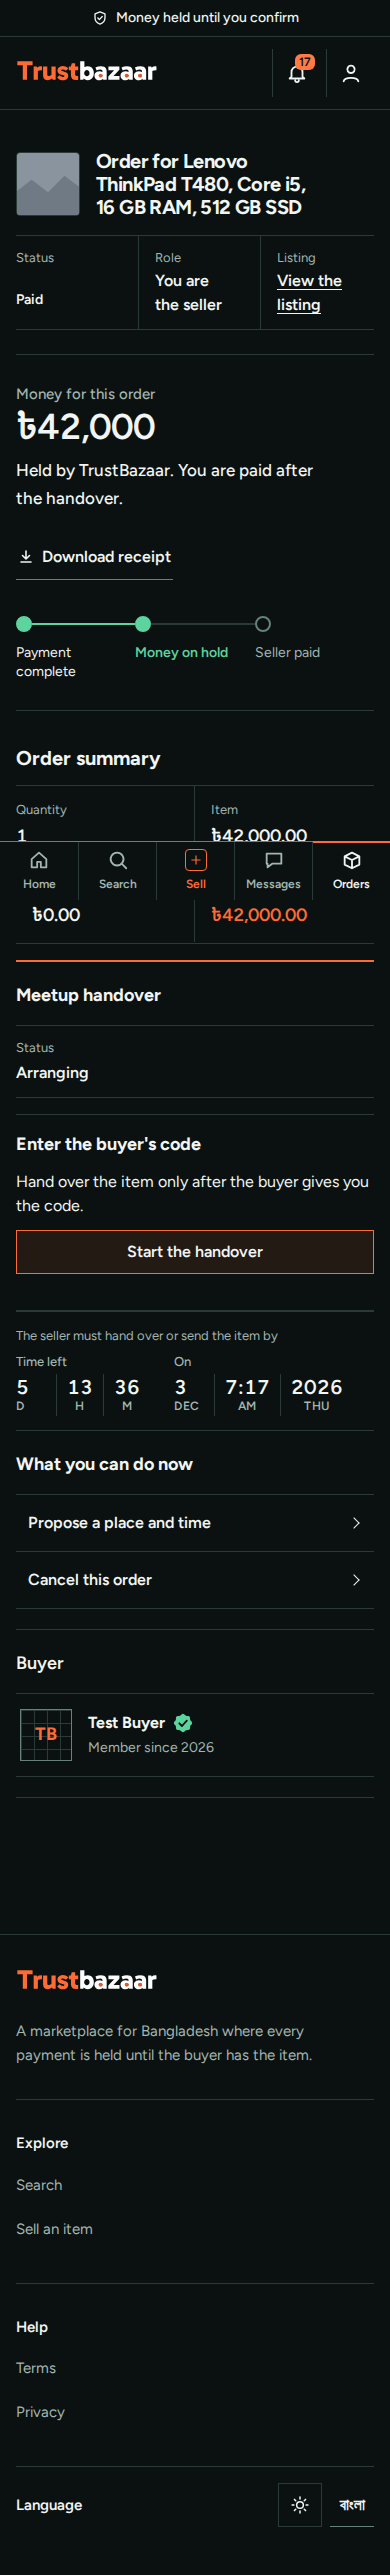 Money held until you confirm
Trustbazaar
17
Order for Lenovo
ThinkPad T480, Core i5,
16 GB RAM, 512 GB SSD
Status
Role
Listing
Paid
You are
the seller
View the
listing
Money for this order
৳42,000
Held by TrustBazaar. You are paid after
the handover.
Download receipt
Payment
complete
Money on hold
Seller paid
Order summary
Quantity
Item
1
৳42,000.00
Home
Search
Sell
Messages
Orders
৳0.00
৳42,000.00
Meetup handover
Status
Arranging
Enter the buyer's code
Hand over the item only after the buyer gives you
the code.
Start the handover
The seller must hand over or send the item by
Time left
On
5 13 36
D H M
3 7:17 2026
DEC AM THU
What you can do now
Propose a place and time
Cancel this order
Buyer
TB
Test Buyer
Member since 2026
Trustbazaar
A marketplace for Bangladesh where every
payment is held until the buyer has the item.
Explore
Search
Sell an item
Help
Terms
Privacy
Language
বাংলা